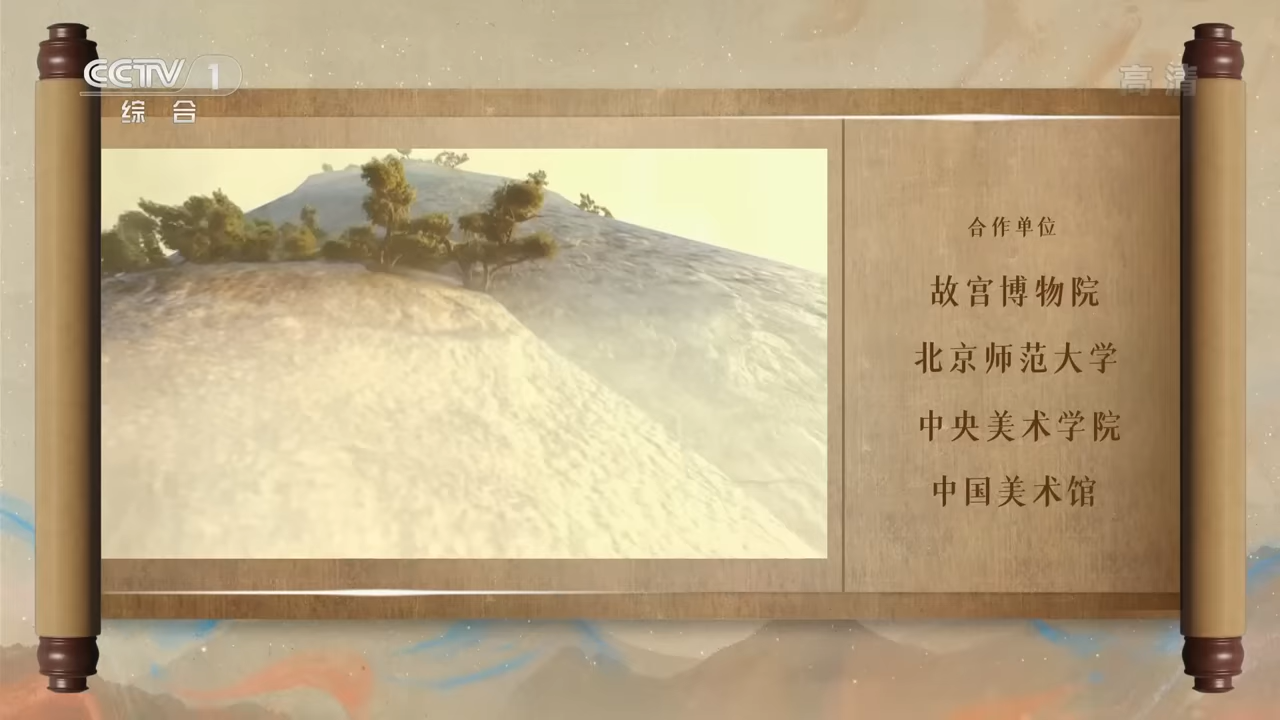 CCTV 1
综合
高清
合作单位
故宫博物院
北京师范大学
中央美术学院
中国美术馆